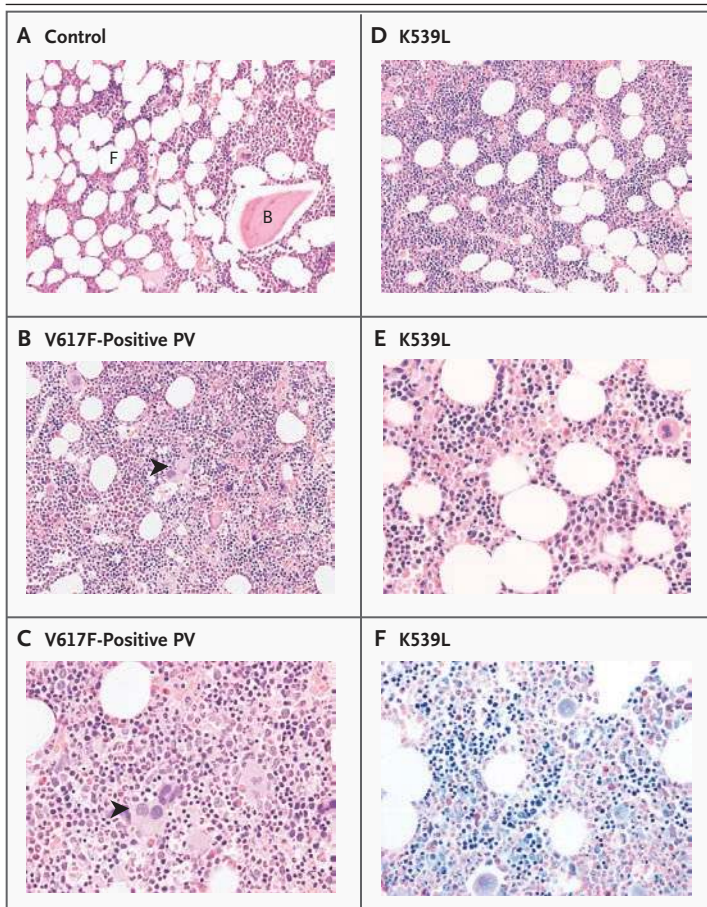 A Control
F
B
B V617F-Positive PV
C V617F-Positive PV
D K539L
E K539L
F K539L